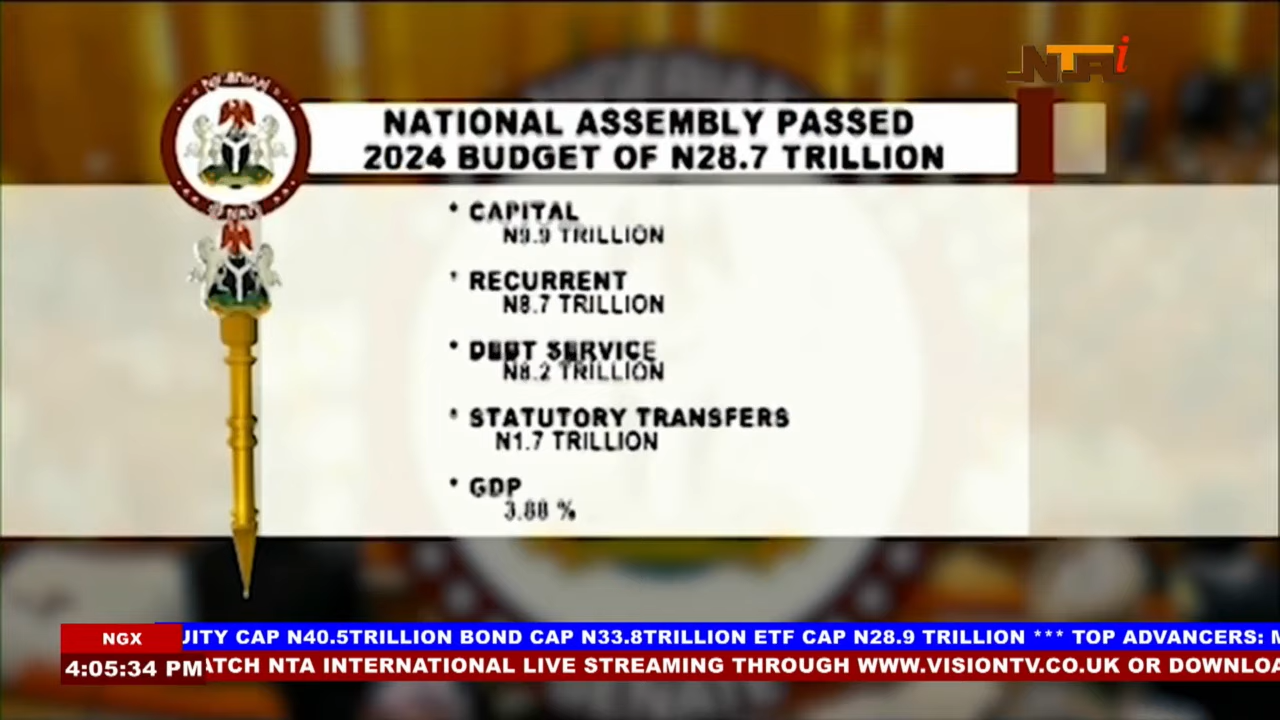 NTA i
NATIONAL ASSEMBLY PASSED
2024 BUDGET OF N28.7 TRILLION
* CAPITAL
N9.9 TRILLION
* RECURRENT
N8.7 TRILLION
* DEBT SERVICE
N8.2 TRILLION
* STATUTORY TRANSFERS
N1.7 TRILLION
* GDP
3.88 %
NGX
UITY CAP N40.5TRILLION BOND CAP N33.8TRILLION ETF CAP N28.9 TRILLION *** TOP ADVANCERS: M
4:05:34 PM
ATCH NTA INTERNATIONAL LIVE STREAMING THROUGH WWW.VISIONTV.CO.UK OR DOWNLOA